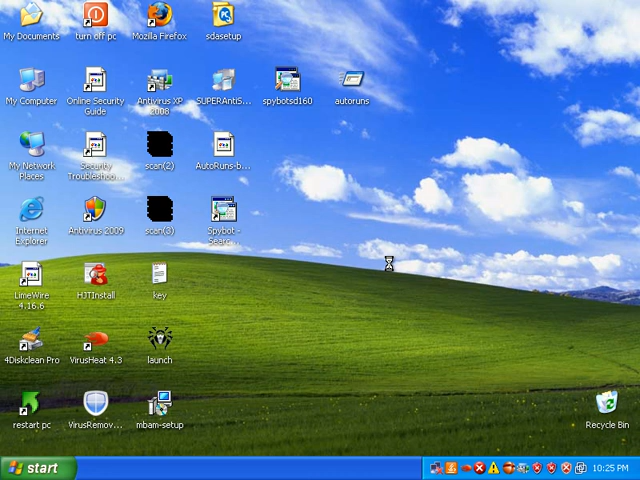 My Documents
turn off pc
Mozilla Firefox
sdasetup
My Computer
Online Security
Guide
Antivirus XP
2008
SUPERAntiS...
spybotsd160
autoruns
My Network
Places
Security
Troubleshoo...
scan(2)
AutoRuns-b...
Internet
Explorer
Antivirus 2009
scan(3)
Spybot -
Searc...
LimeWire
4.16.6
HJTInstall
key
4Diskclean Pro
VirusHeat 4.3
launch
restart pc
VirusRemov...
mbam-setup
Recycle Bin
start
10:25 PM